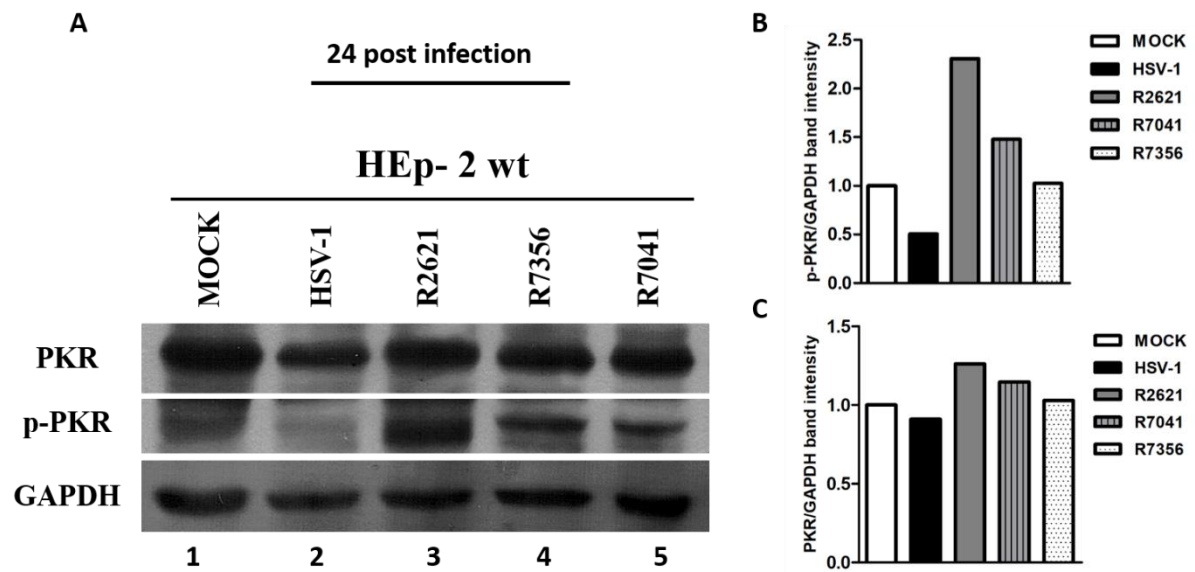 A
24 post infection
HEp- 2 wt
MOCK
HSV-1
R2621
R7356
R7041
PKR
p-PKR
GAPDH
1 2 3 4 5
B
p-PKR/GAPDH band intensity
2.5
2.0
1.5
1.0
0.5
0.0
MOCK
HSV-1
R2621
R7041
R7356
C
PKR/GAPDH band intensity
1.5
1.0
0.5
0.0
MOCK
HSV-1
R2621
R7041
R7356